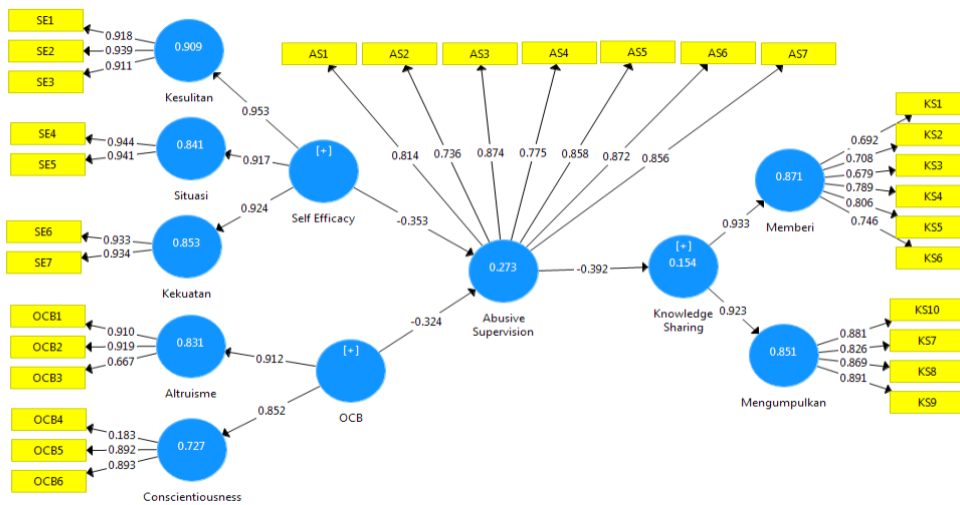 SE1
SE2
SE3
0.918
0.939
0.911
0.909
Kesulitan
0.953
SE4
SE5
0.944
0.941
0.841
Situasi
0.917
[+]
Self Efficacy
0.924
SE6
SE7
0.933
0.934
0.853
Kekuatan
-0.353
OCB1
OCB2
OCB3
0.910
0.919
0.667
0.831
Altruisme
0.912
[+]
OCB
-0.324
0.852
OCB4
OCB5
OCB6
0.183
0.892
0.893
0.727
Conscientiousness
AS1
AS2
AS3
AS4
AS5
AS6
AS7
0.814
0.736
0.874
0.775
0.858
0.872
0.856
0.273
Abusive
Supervision
-0.392
[+]
0.154
Knowledge
Sharing
0.933
0.923
0.871
Memberi
0.692
0.708
0.679
0.789
0.806
0.746
KS1
KS2
KS3
KS4
KS5
KS6
0.851
Mengumpulkan
0.881
0.826
0.869
0.891
KS10
KS7
KS8
KS9